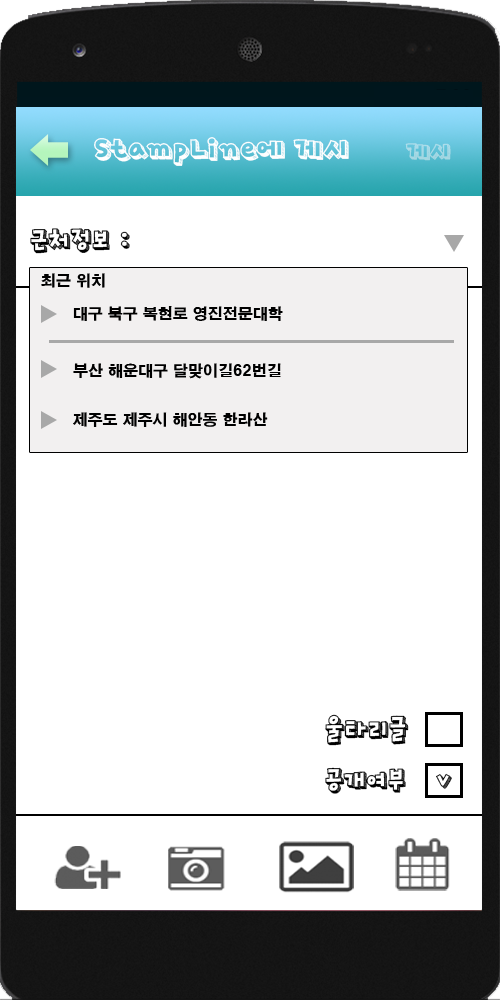 StampLine에 게시
게시
근처정보 :
최근 위치
대구 북구 복현로 영진전문대학
부산 해운대구 달맞이길62번길
제주도 제주시 해안동 한라산
울타리글
공개여부